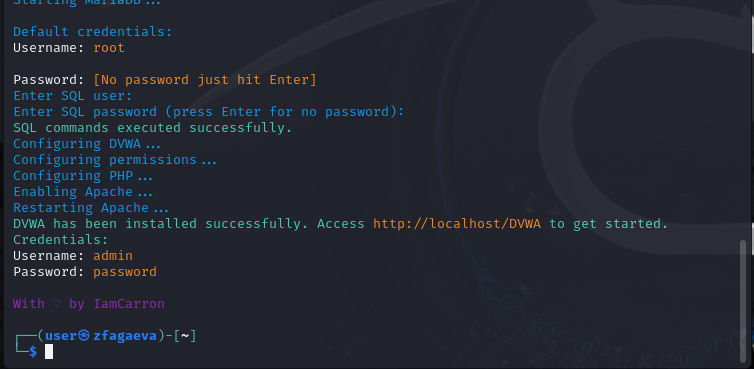 Starting MariaDB...
Default credentials:
Username: root
Password: [No password just hit Enter]
Enter SQL user:
Enter SQL password (press Enter for no password):
SQL commands executed successfully.
Configuring DVWA...
Configuring permissions...
Configuring PHP...
Enabling Apache...
Restarting Apache...
DVWA has been installed successfully. Access http://localhost/DVWA to get started.
Credentials:
Username: admin
Password: password
With ♡ by IamCarron
┌──(user㉿zfagaeva)-[~]
└─$